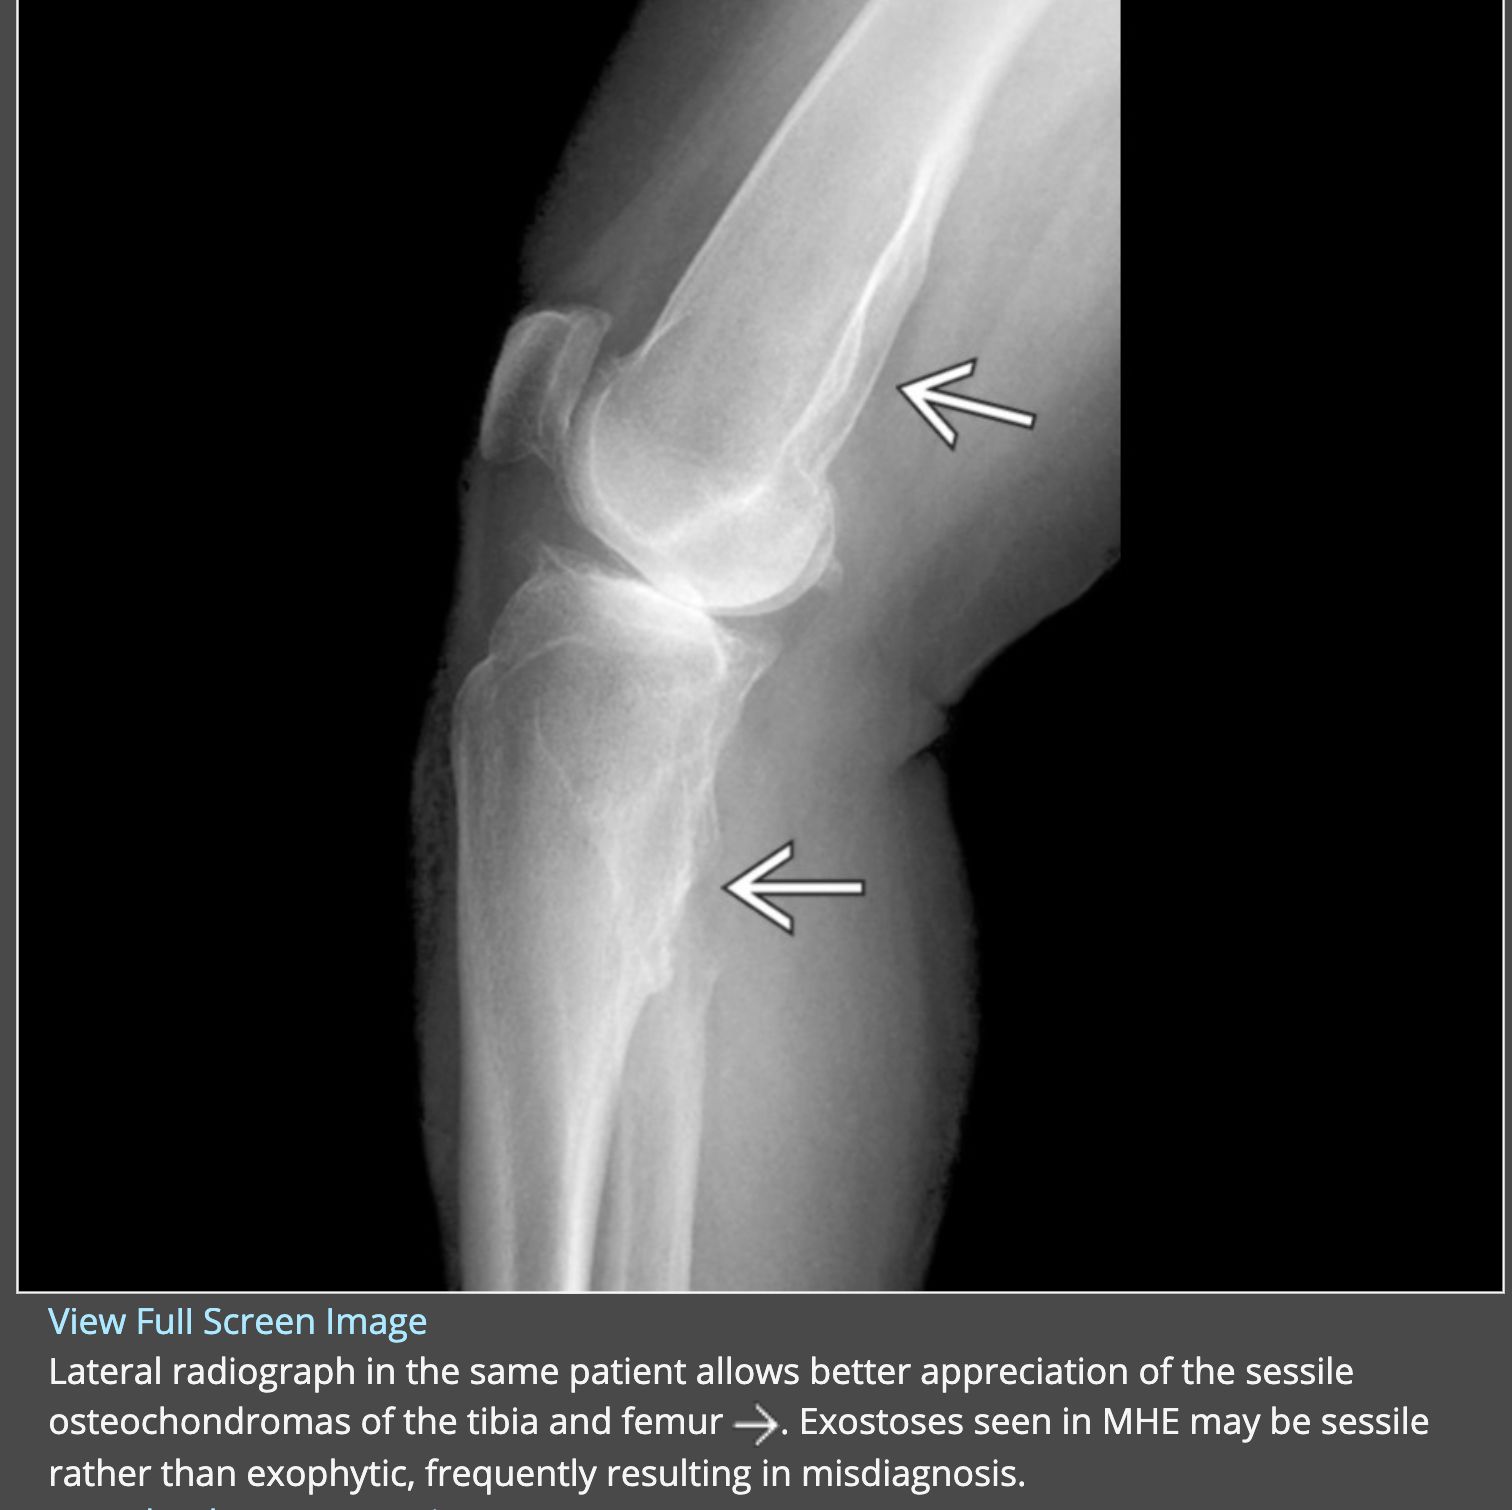 View Full Screen Image
Lateral radiograph in the same patient allows better appreciation of the sessile
osteochondromas of the tibia and femur →. Exostoses seen in MHE may be sessile
rather than exophytic, frequently resulting in misdiagnosis.